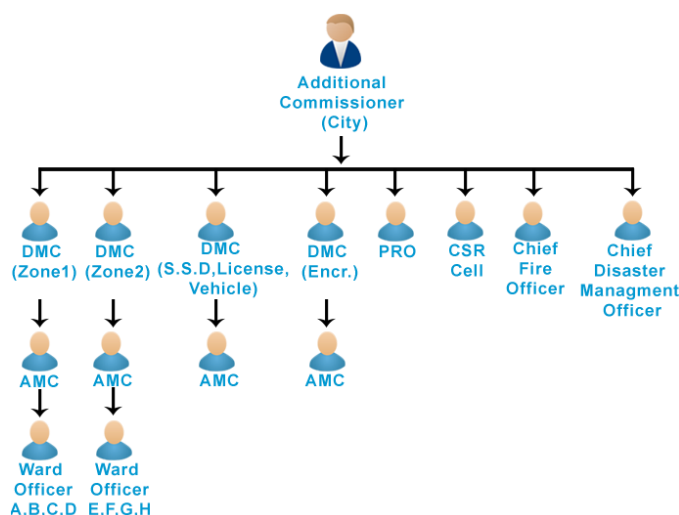 Additional
Commissioner
(City)
DMC
(Zone1)
DMC
(Zone2)
DMC
(S.S.D,License,
Vehicle)
DMC
(Encr.)
PRO
CSR
Cell
Chief
Fire
Officer
Chief
Disaster
Managment
Officer
AMC
AMC
AMC
AMC
Ward
Officer
A.B.C.D
Ward
Officer
E.F.G.H